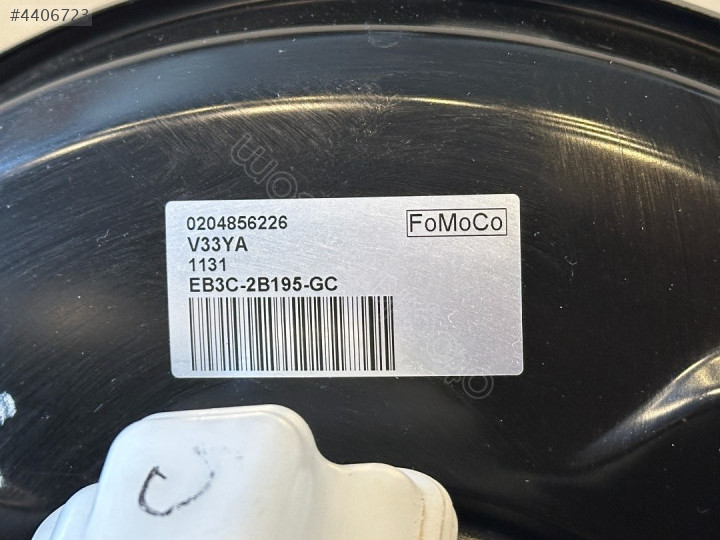 #4406723
0204856226
FoMoCo
V33YA
1131
EB3C-2B195-GC